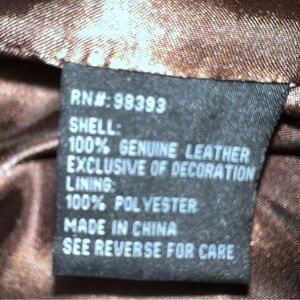 RN#: 98393
SHELL:
100% GENUINE LEATHER
EXCLUSIVE OF DECORATION
LINING:
100% POLYESTER
MADE IN CHINA
SEE REVERSE FOR CARE